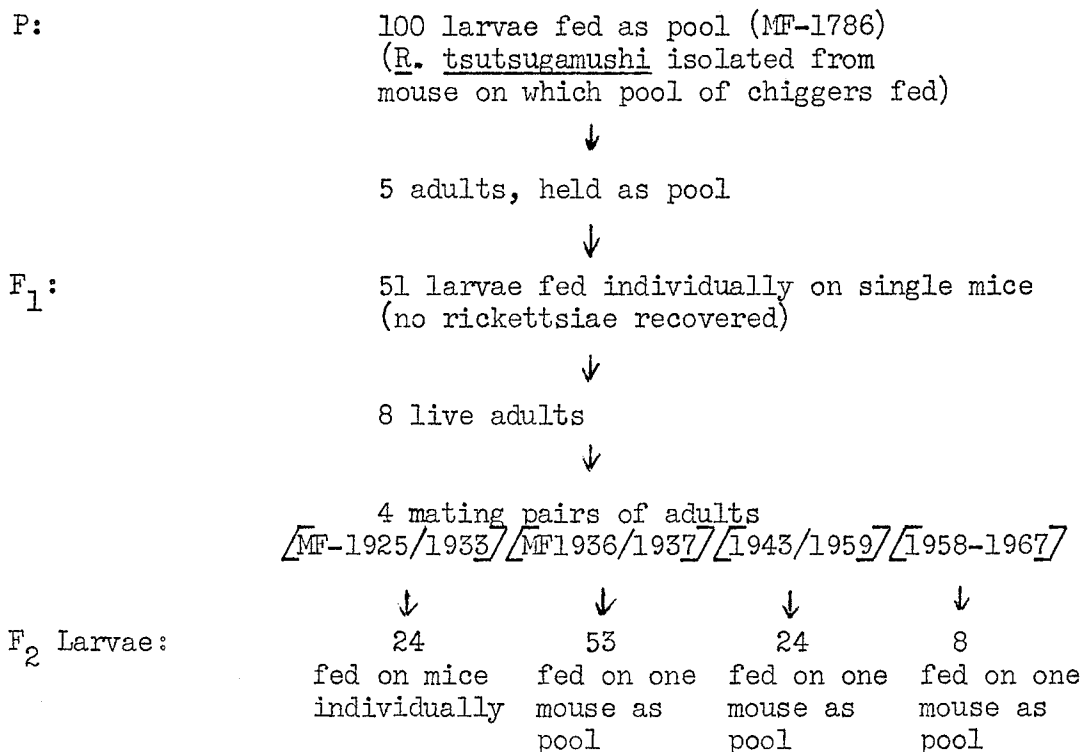 P: 100 larvae fed as pool (MF-1786)
(R. tsutsugamushi isolated from
mouse on which pool of chiggers fed)
↓
5 adults, held as pool
↓
F1: 51 larvae fed individually on single mice
(no rickettsiae recovered)
↓
8 live adults
↓
4 mating pairs of adults
[MF-1925/1933] [MF1936/1937] [1943/1959] [1958-1967]
↓ ↓ ↓ ↓
F2 Larvae: 24 53 24 8
fed on mice fed on one fed on one fed on one
individually mouse as mouse as mouse as
pool pool pool